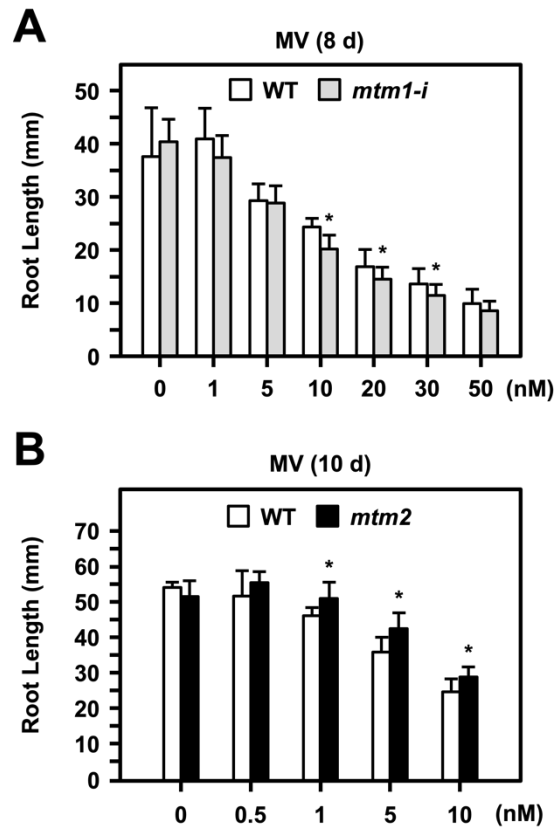 A
MV (8 d)
WT mtm1-i
Root Length (mm)
50
40
30
20
10
0
* * *
0 1 5 10 20 30 50 (nM)
B
MV (10 d)
WT mtm2
Root Length (mm)
70
60
50
40
30
20
10
0
* * *
0 0.5 1 5 10 (nM)